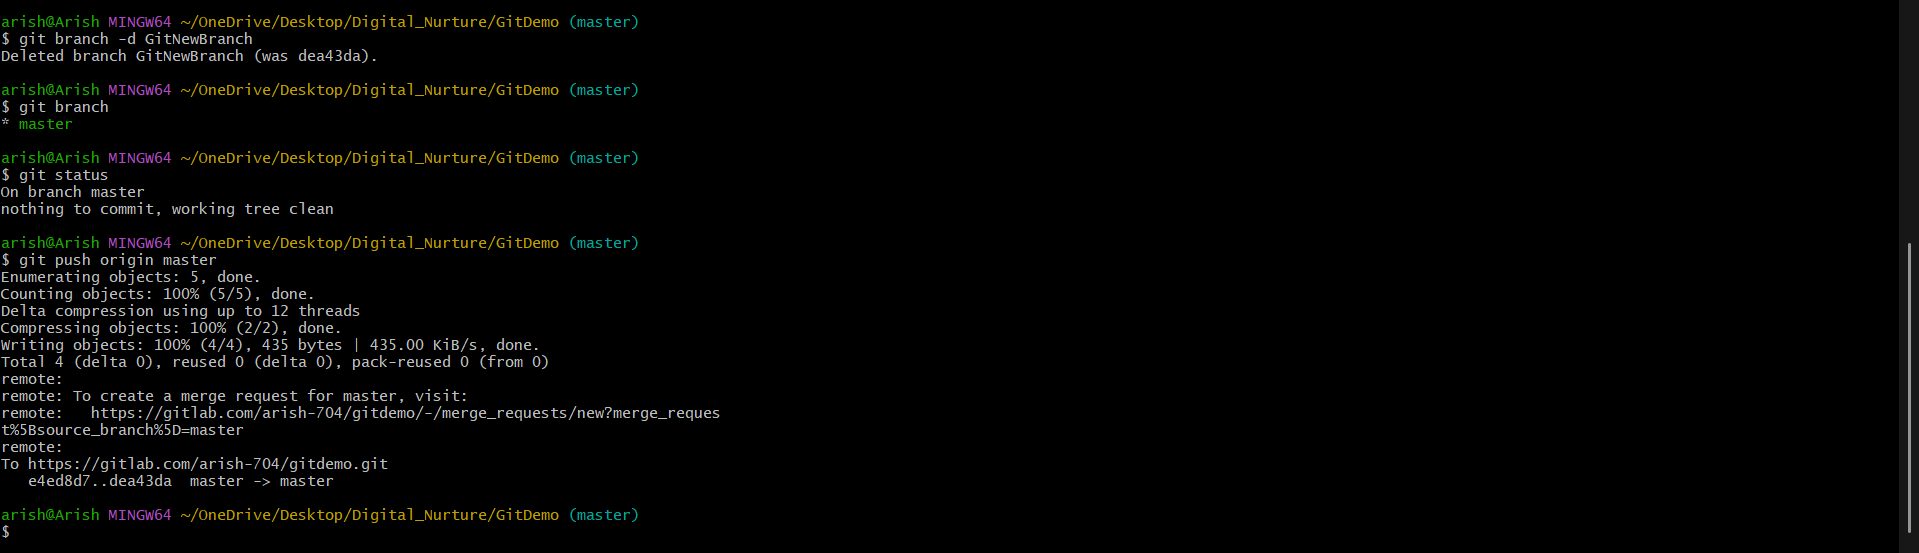 arish@Arish MINGW64 ~/OneDrive/Desktop/Digital_Nurture/GitDemo (master)
$ git branch -d GitNewBranch
Deleted branch GitNewBranch (was dea43da).
arish@Arish MINGW64 ~/OneDrive/Desktop/Digital_Nurture/GitDemo (master)
$ git branch
* master
arish@Arish MINGW64 ~/OneDrive/Desktop/Digital_Nurture/GitDemo (master)
$ git status
On branch master
nothing to commit, working tree clean
arish@Arish MINGW64 ~/OneDrive/Desktop/Digital_Nurture/GitDemo (master)
$ git push origin master
Enumerating objects: 5, done.
Counting objects: 100% (5/5), done.
Delta compression using up to 12 threads
Compressing objects: 100% (2/2), done.
Writing objects: 100% (4/4), 435 bytes | 435.00 KiB/s, done.
Total 4 (delta 0), reused 0 (delta 0), pack-reused 0 (from 0)
remote:
remote: To create a merge request for master, visit:
remote:   https://gitlab.com/arish-704/gitdemo/-/merge_requests/new?merge_reques
t%5Bsource_branch%5D=master
remote:
To https://gitlab.com/arish-704/gitdemo.git
   e4ed8d7..dea43da  master -> master
arish@Arish MINGW64 ~/OneDrive/Desktop/Digital_Nurture/GitDemo (master)
$